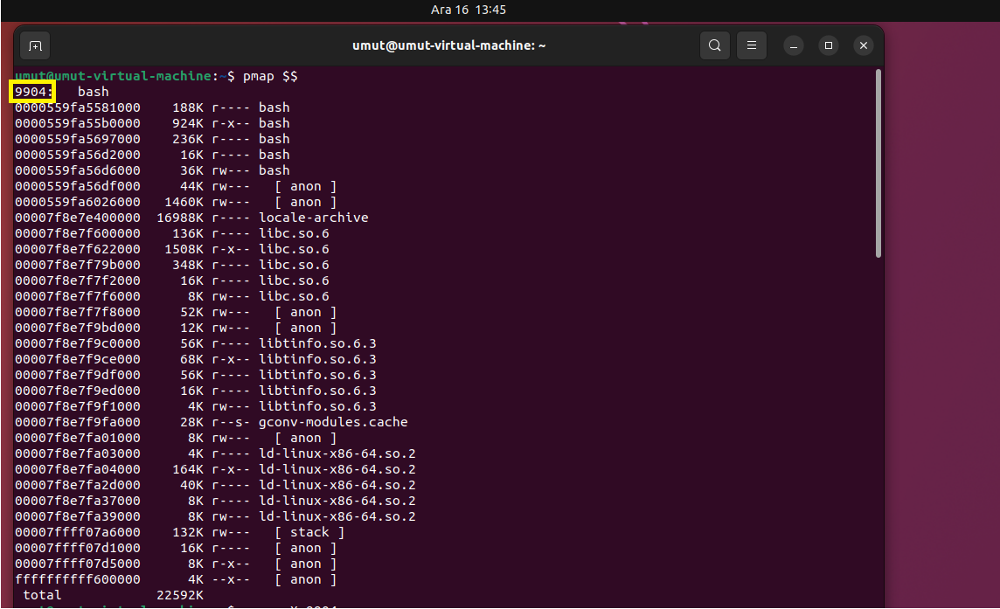 Ara 16 13:45
umut@umut-virtual-machine: ~
umut@umut-virtual-machine:~$ pmap $$
9904:   bash
0000559fa5581000    188K r---- bash
0000559fa55b0000    924K r-x-- bash
0000559fa5697000    236K r---- bash
0000559fa56d2000     16K r---- bash
0000559fa56d6000     36K rw--- bash
0000559fa56df000     44K rw---   [ anon ]
0000559fa6026000   1460K rw---   [ anon ]
00007f8e7e400000  16988K r---- locale-archive
00007f8e7f600000    136K r---- libc.so.6
00007f8e7f622000   1508K r-x-- libc.so.6
00007f8e7f79b000    348K r---- libc.so.6
00007f8e7f7f2000     16K r---- libc.so.6
00007f8e7f7f6000      8K rw--- libc.so.6
00007f8e7f7f8000     52K rw---   [ anon ]
00007f8e7f9bd000     12K rw---   [ anon ]
00007f8e7f9c0000     56K r---- libtinfo.so.6.3
00007f8e7f9ce000     68K r-x-- libtinfo.so.6.3
00007f8e7f9df000     56K r---- libtinfo.so.6.3
00007f8e7f9ed000     16K r---- libtinfo.so.6.3
00007f8e7f9f1000      4K rw--- libtinfo.so.6.3
00007f8e7f9fa000     28K r--s- gconv-modules.cache
00007f8e7fa01000      8K rw---   [ anon ]
00007f8e7fa03000      4K r---- ld-linux-x86-64.so.2
00007f8e7fa04000    164K r-x-- ld-linux-x86-64.so.2
00007f8e7fa2d000     40K r---- ld-linux-x86-64.so.2
00007f8e7fa37000      8K r---- ld-linux-x86-64.so.2
00007f8e7fa39000      8K rw--- ld-linux-x86-64.so.2
00007ffff07a6000    132K rw---   [ stack ]
00007ffff07d1000     16K r----   [ anon ]
00007ffff07d5000      8K r-x--   [ anon ]
ffffffffff600000      4K --x--   [ anon ]
 total            22592K